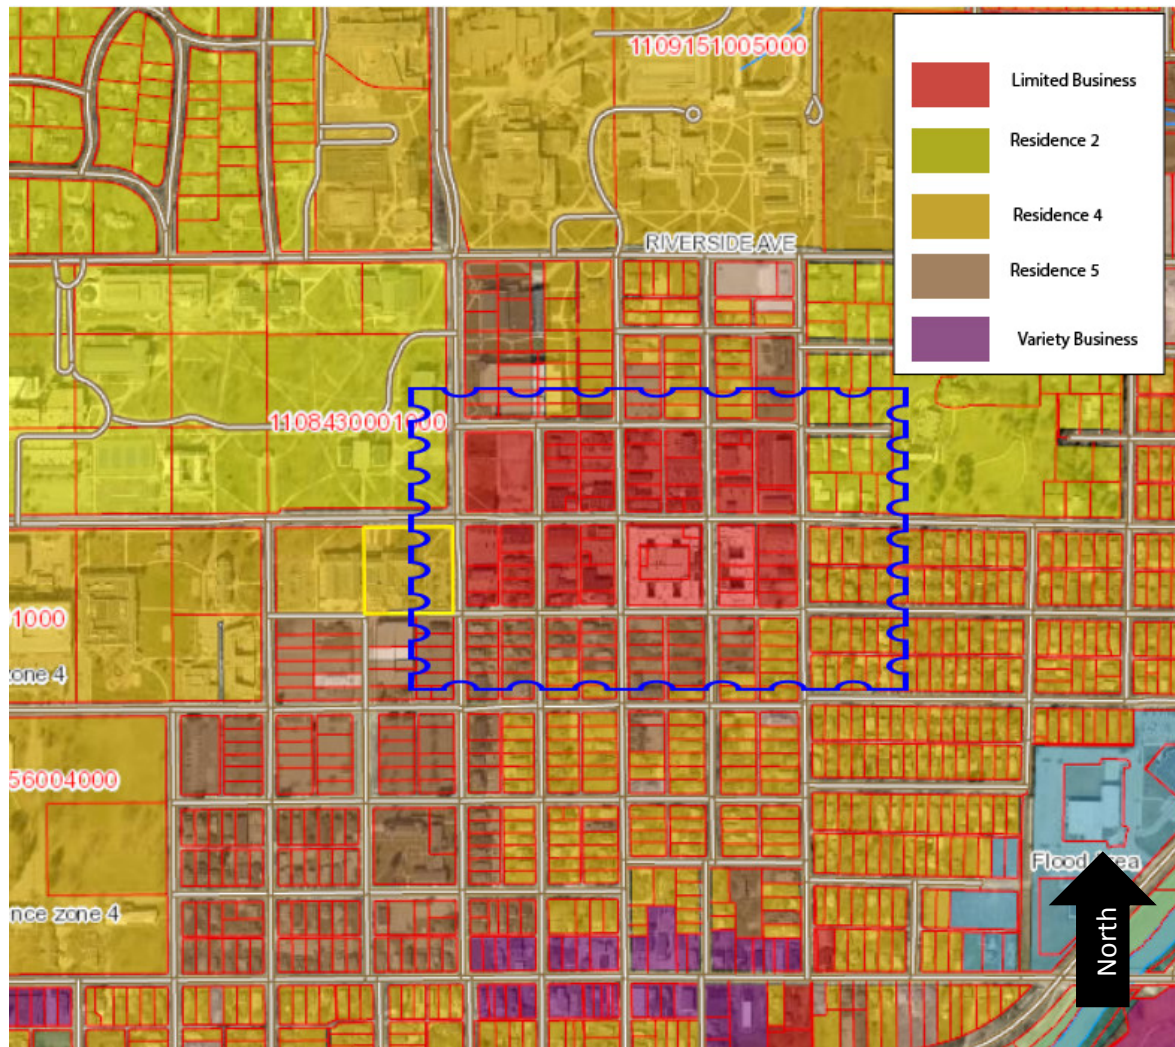 1109151005000
Limited Business
Residence 2
Residence 4
RIVERSIDE AVE
Residence 5
Variety Business
1108430001000
01000
zone 4
56004000
Flood Area
nce zone 4
North